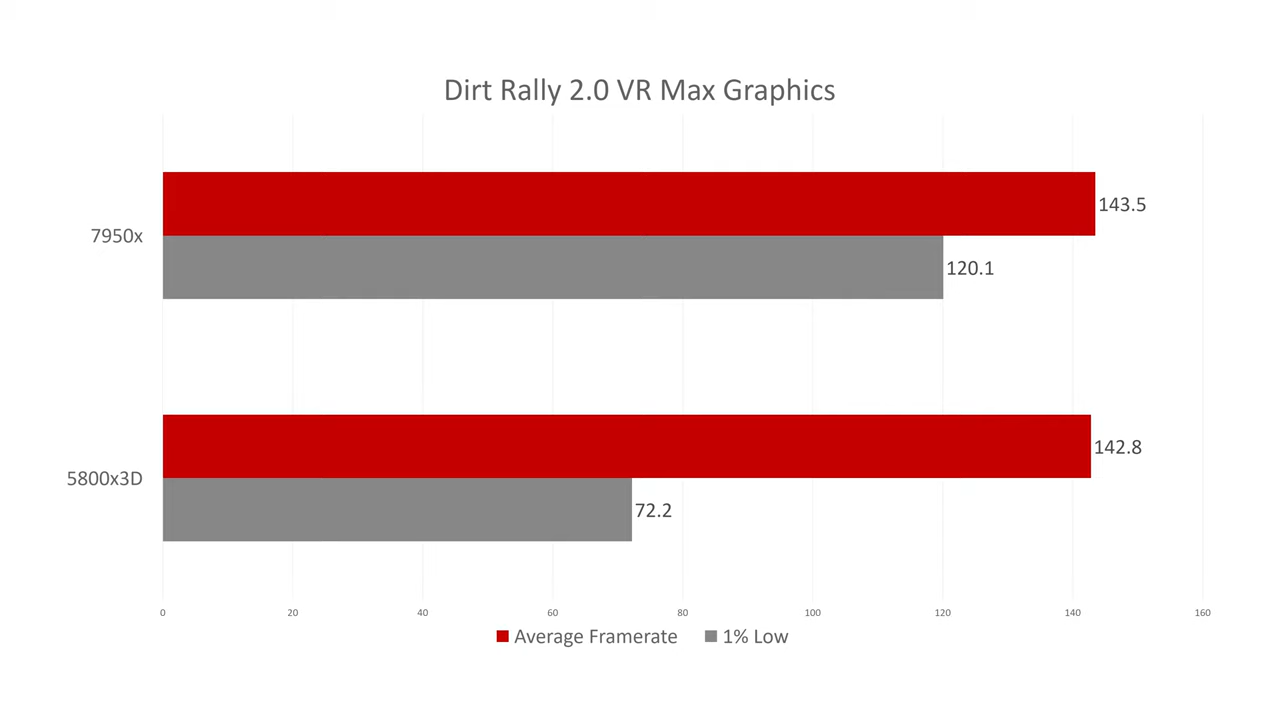 Dirt Rally 2.0 VR Max Graphics
143.5
7950x
120.1
142.8
5800x3D
72.2
0 20 40 60 80 100 120 140 160
Average Framerate 1% Low